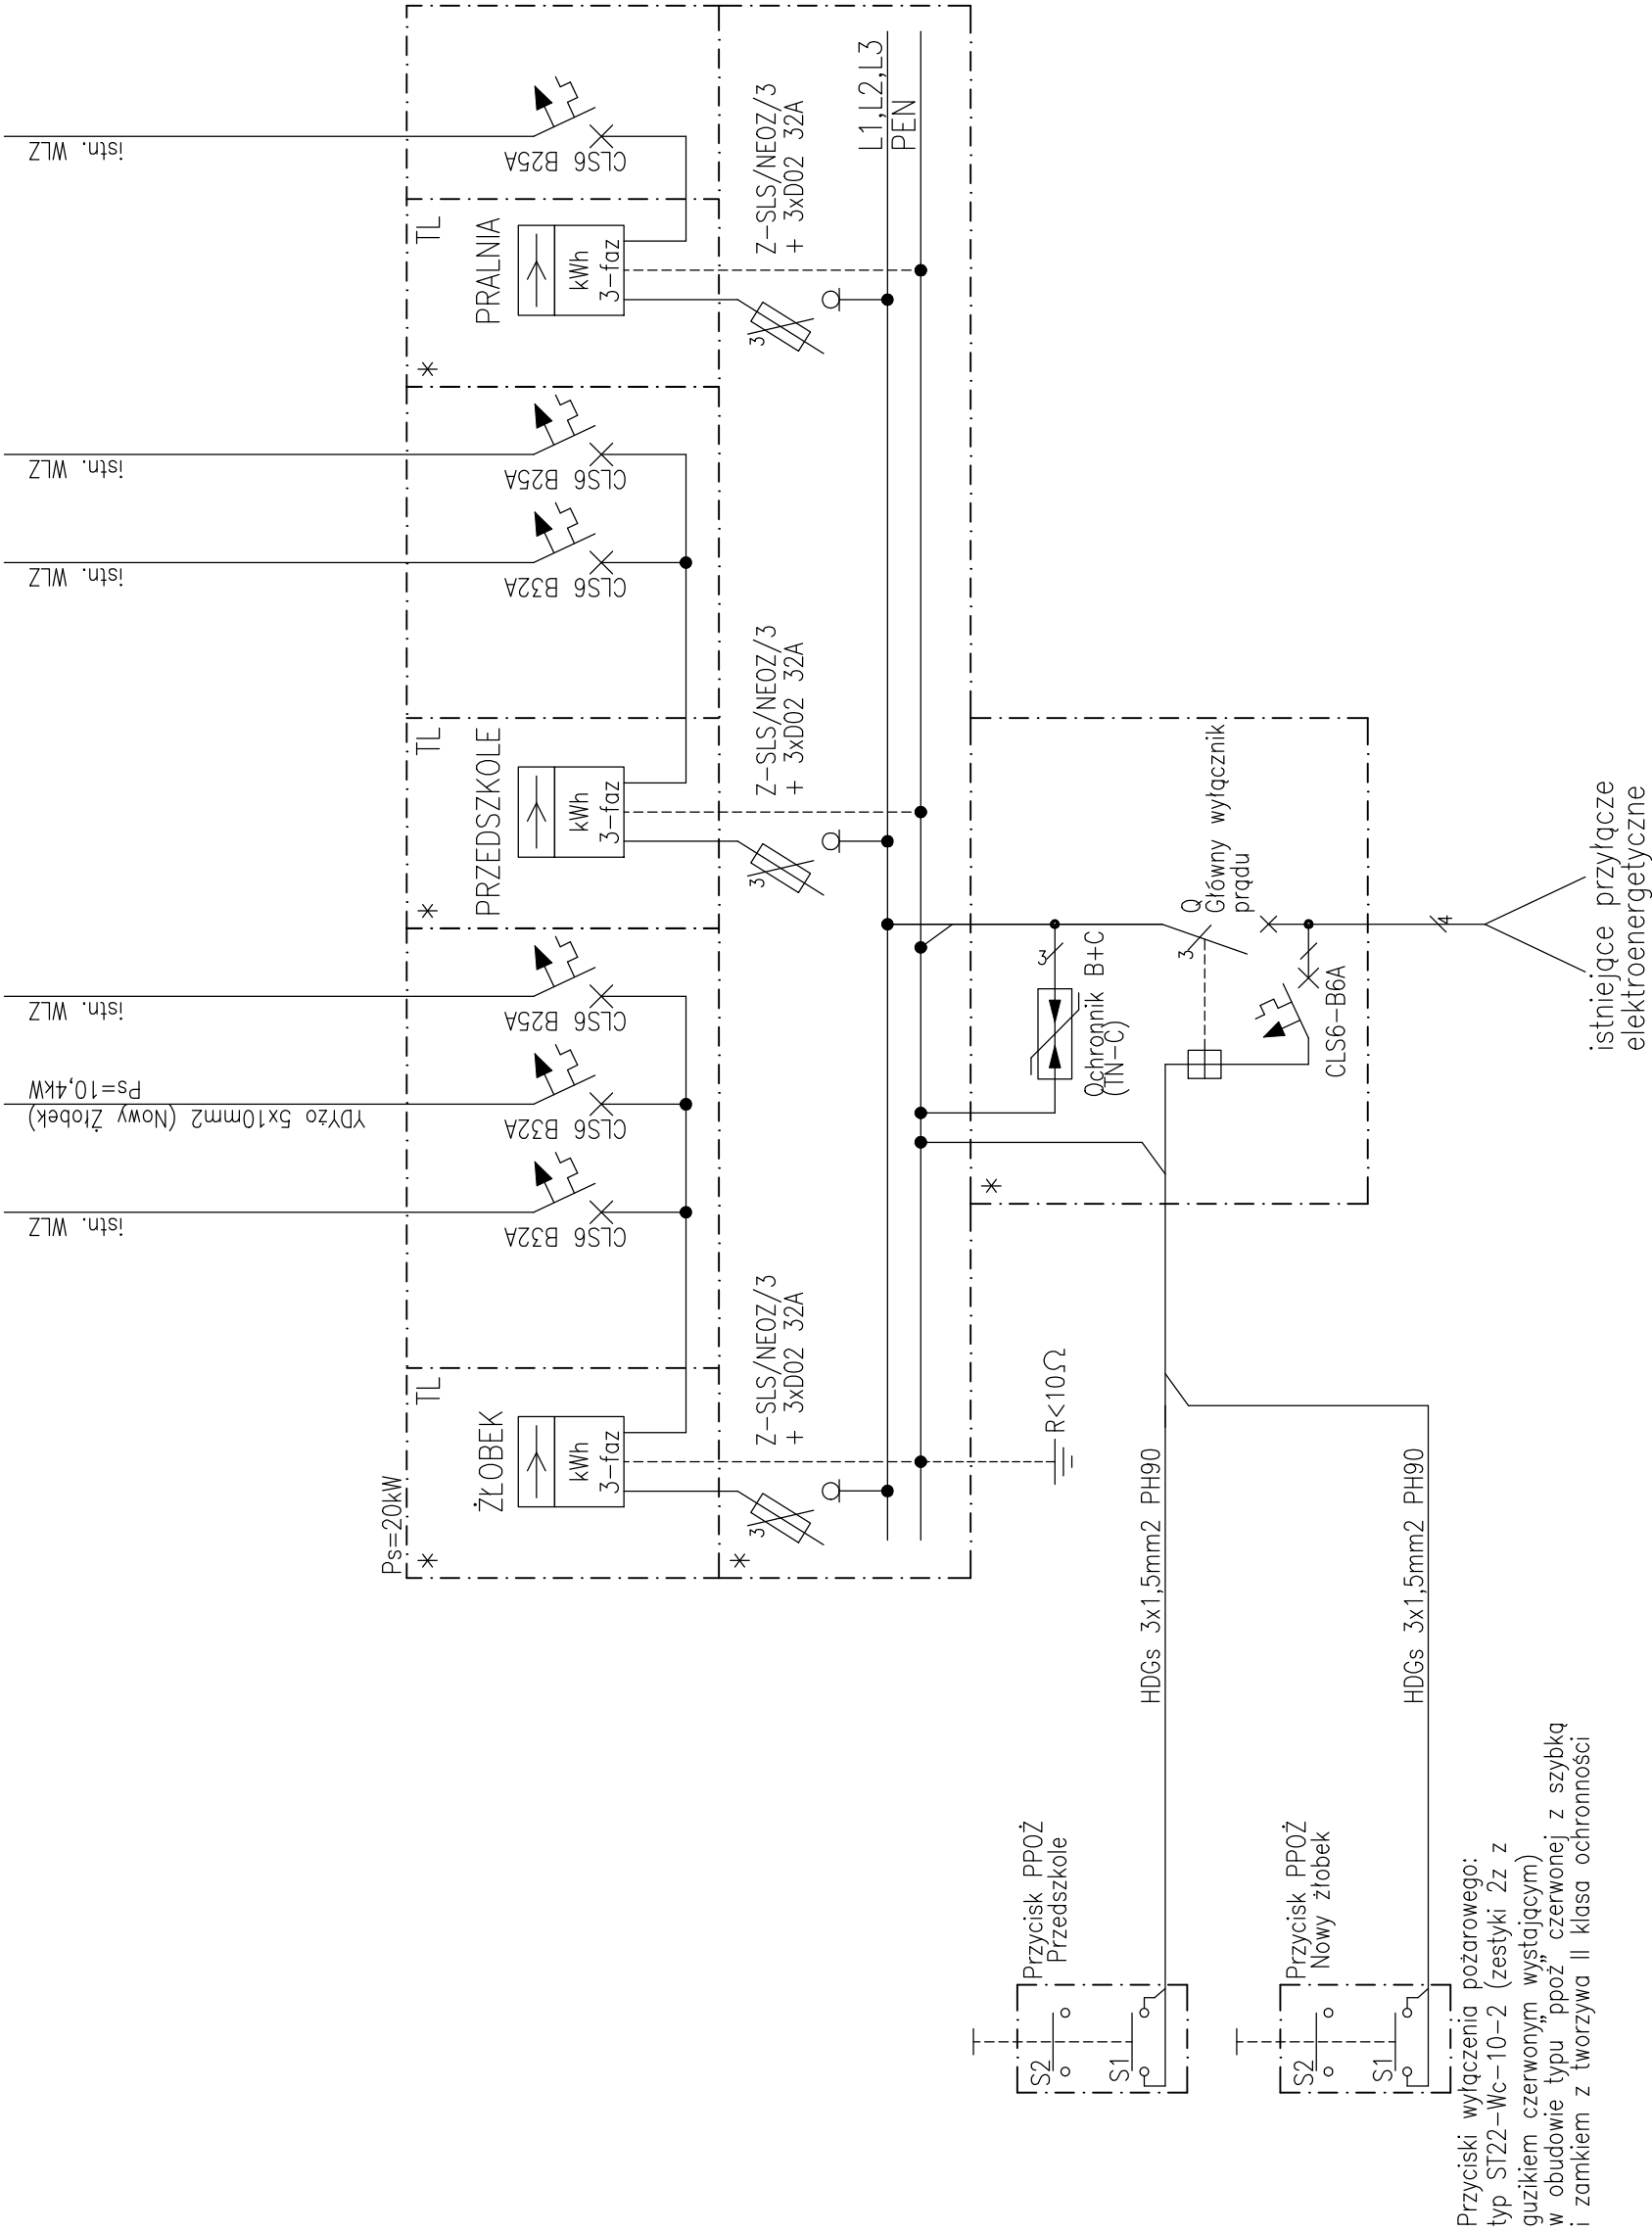 istn. WLZ
istn. WLZ
istn. WLZ
istn. WLZ
YDYżo 5x10mm2 (Nowy Żłobek)
Ps=10,4kW
istn. WLZ
CLS6 B25A
CLS6 B25A
CLS6 B32A
CLS6 B25A
CLS6 B32A
CLS6 B32A
Ps=20kW
*
TL
ŻŁOBEK
kWh
3-faz
*
TL
PRZEDSZKOLE
kWh
3-faz
*
TL
PRALNIA
kWh
3-faz
*
3
Z-SLS/NEOZ/3
+ 3xD02 32A
3
Z-SLS/NEOZ/3
+ 3xD02 32A
3
Z-SLS/NEOZ/3
+ 3xD02 32A
L1,L2,L3
PEN
R<10Ω
*
3
Ochronnik B+C
(TN-C)
3
Q
Główny wyłącznik
prądu
CLS6-B6A
4
istniejące przyłącze
elektroenergetyczne
HDGs 3x1,5mm2 PH90
HDGs 3x1,5mm2 PH90
Przycisk PPOŻ
Przedszkole
S2
S1
Przycisk PPOŻ
Nowy żłobek
S2
S1
Przyciski wyłączenia pożarowego:
typ ST22-Wc-10-2 (zestyki 2z z
guzikiem czerwonym wystającym)
w obudowie typu "ppoż" czerwonej z szybką
i zamkiem z tworzywa II klasa ochronności